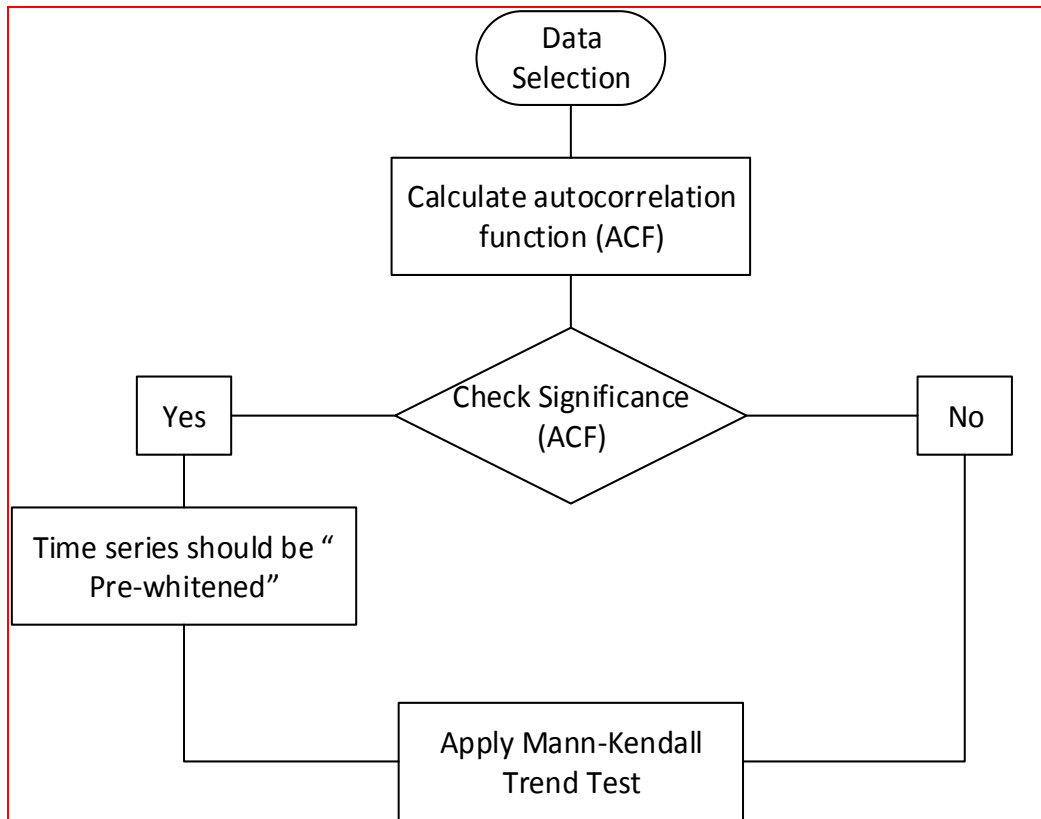 Data
Selection
Calculate autocorrelation
function (ACF)
Check Significance
(ACF)
Yes
No
Time series should be “
Pre-whitened”
Apply Mann-Kendall
Trend Test